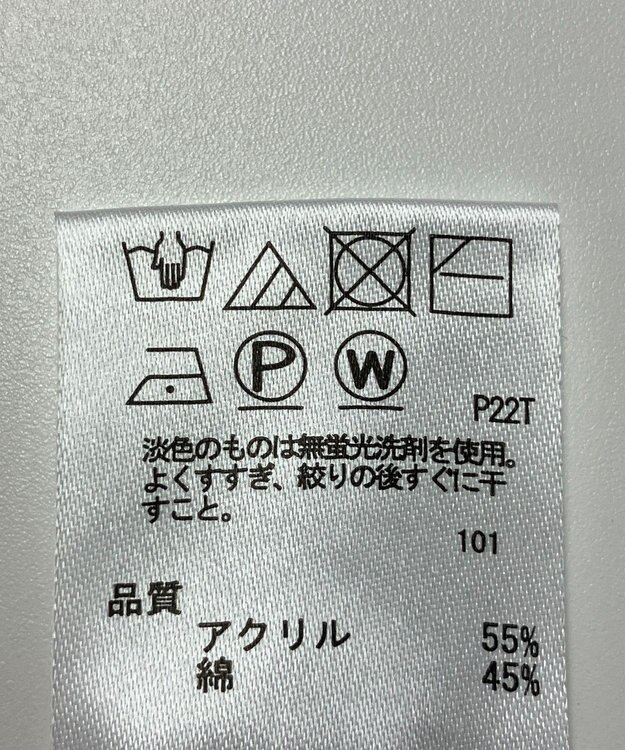 P W
P22T
淡色のものは無蛍光洗剤を使用。
よくすすぎ、絞りの後すぐに干
すこと。
101
品質
アクリル 55%
綿 45%